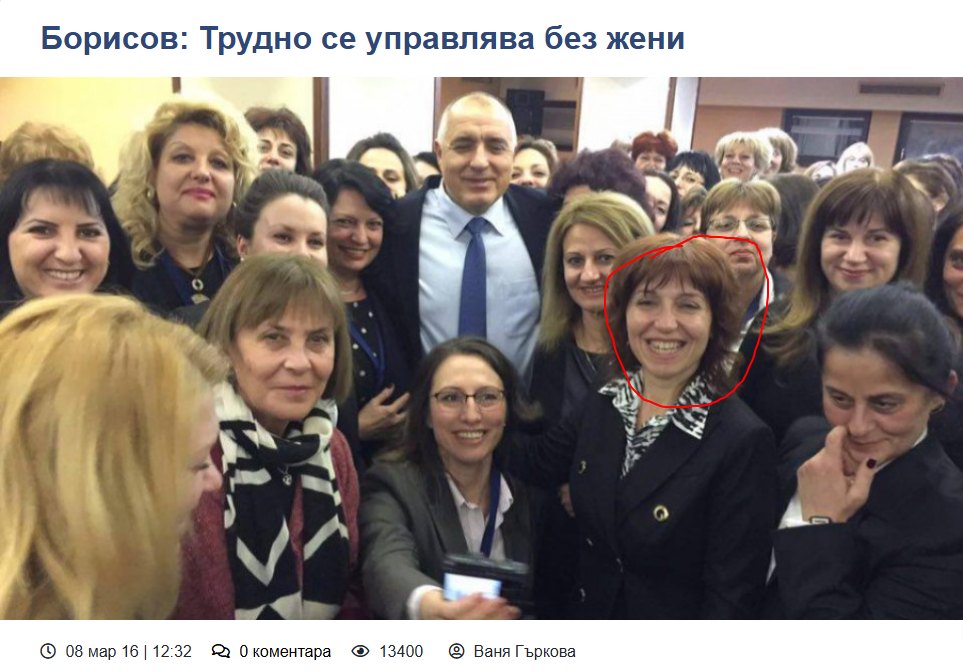 Борисов: Трудно се управлява без жени
08 мар 16 | 12:32 0 коментара 13400 Ваня Гъркова